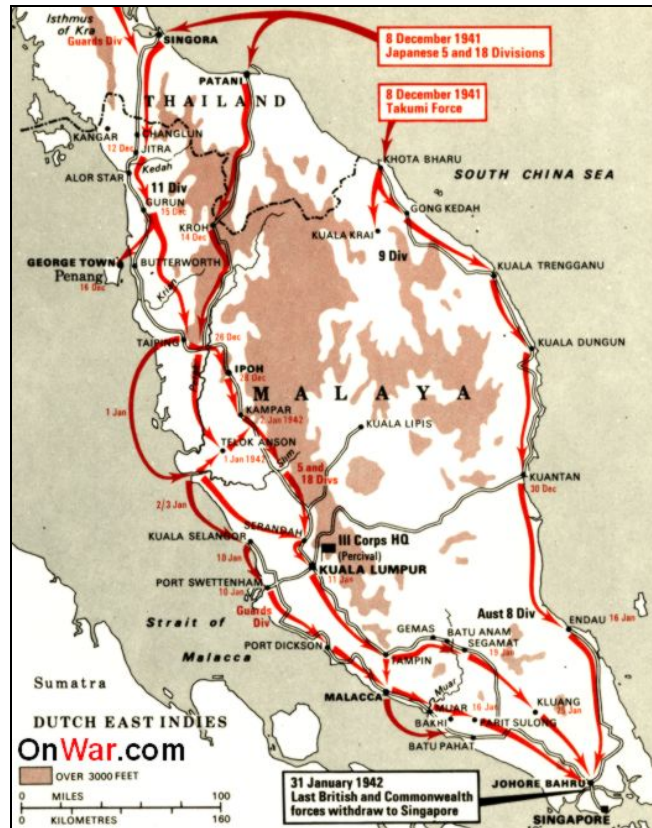 Isthmus
of Kra
Guards Div
SINGORA
8 December 1941
Japanese 5 and 18 Divisions
PATANI
THAILAND
8 December 1941
Takumi Force
KANGAR
CHANGLUN
12 Dec
JITRA
KHOTA BHARU
Kedah
SOUTH CHINA SEA
ALOR STAR
11 Div
GURUN
15 Dec
GONG KEDAH
KROH
14 Dec
KUALA KRAI
9 Div
GEORGE TOWN
Penang
16 Dec
BUTTERWORTH
KUALA TRENGGANU
Krian
TAIPING
26 Dec
KUALA DUNGUN
IPOH
28 Dec
MALAYA
1 Jan
KAMPAR
2 Jan 1942
KUALA LIPIS
TELOK ANSON
1 Jan 1942
Slim
5 and
18 Divs
KUANTAN
30 Dec
2/3 Jan
SERANDAH
KUALA SELANGOR
III Corps HQ
(Percival)
10 Jan
KUALA LUMPUR
11 Jan
PORT SWETTENHAM
10 Jan
Guards
Div
Aust 8 Div
ENDAU
16 Jan
Strait of
Malacca
PORT DICKSON
GEMAS
BATU ANAM
SEGAMAT
19 Jan
TAMPIN
Muar
Sumatra
MALACCA
MUAR
16 Jan
KLUANG
BAKHI
PARIT SULONG
DUTCH EAST INDIES
BATU PAHAT
OnWar.com
OVER 3000 FEET
31 January 1942
Last British and Commonwealth
forces withdraw to Singapore
JOHORE BAHRU
0 MILES 100
0 KILOMETRES 160
SINGAPORE